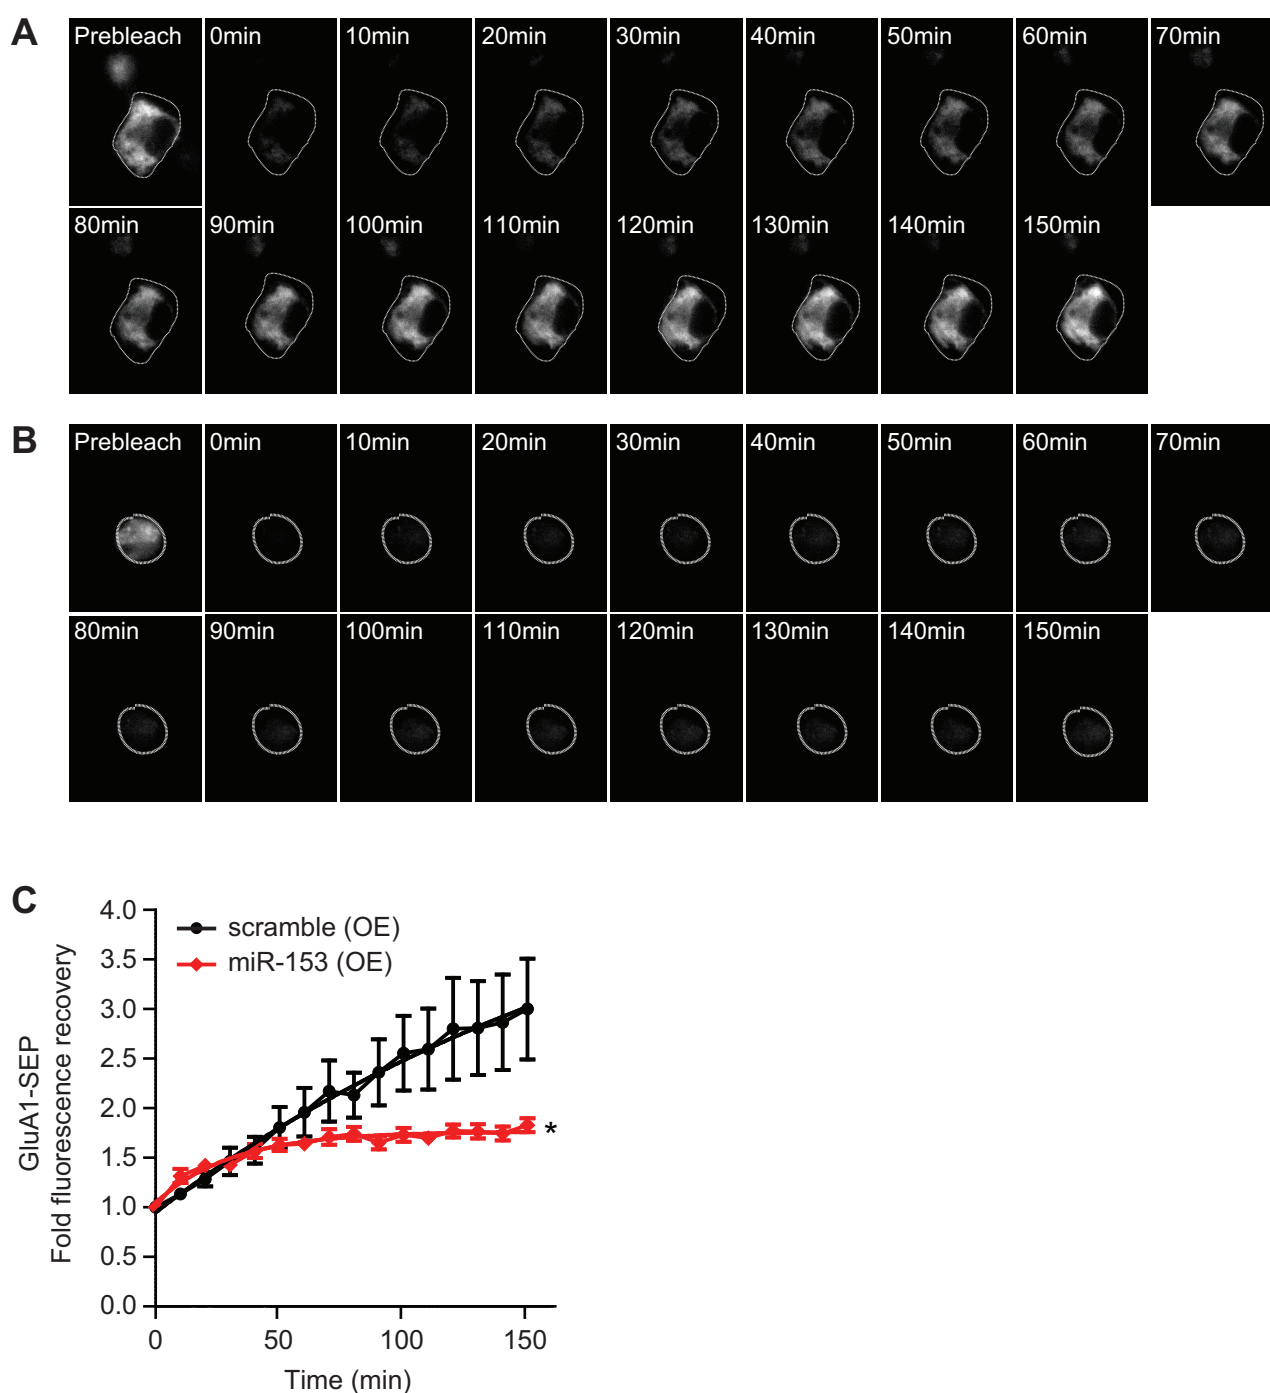 A
Prebleach 0min 10min 20min 30min 40min 50min 60min 70min
80min 90min 100min 110min 120min 130min 140min 150min
B
Prebleach 0min 10min 20min 30min 40min 50min 60min 70min
80min 90min 100min 110min 120min 130min 140min 150min
C
GluA1-SEP
Fold fluorescence recovery
4.0
3.5
3.0
2.5
2.0
1.5
1.0
0.5
0.0
scramble (OE)
miR-153 (OE)
*
0 50 100 150
Time (min)